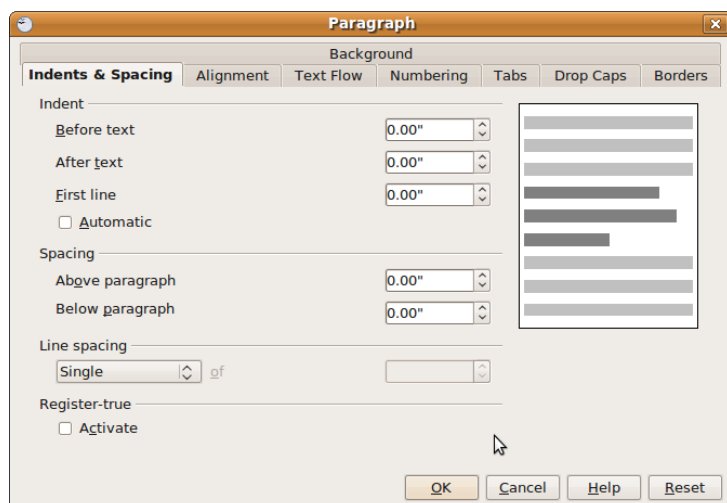 Paragraph
Background
Indents & Spacing Alignment Text Flow Numbering Tabs Drop Caps Borders
Indent
Before text 0.00"
After text 0.00"
First line 0.00"
Automatic
Spacing
Above paragraph 0.00"
Below paragraph 0.00"
Line spacing
Single of
Register-true
Activate
OK Cancel Help Reset